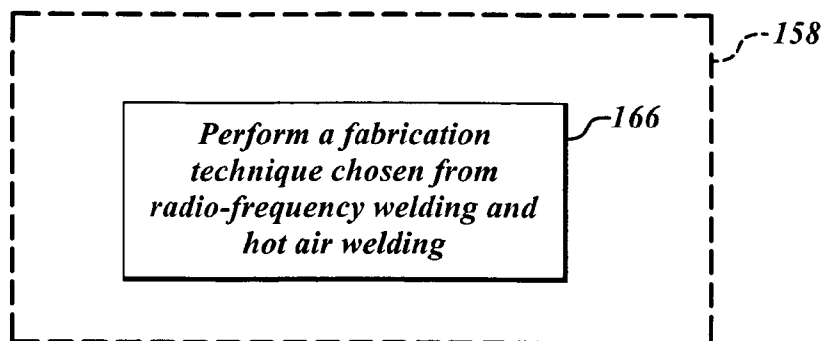 158
166
Perform a fabrication
technique chosen from
radio-frequency welding and
hot air welding